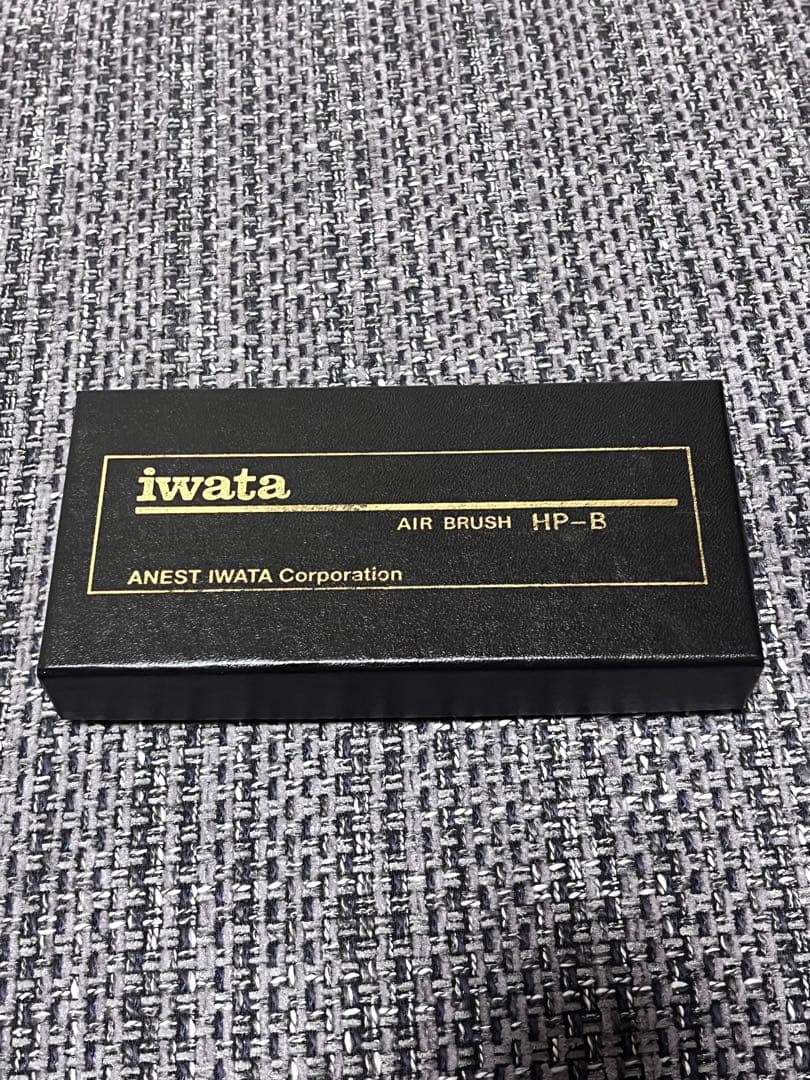 iwata
AIR BRUSH HP-B
ANEST IWATA Corporation